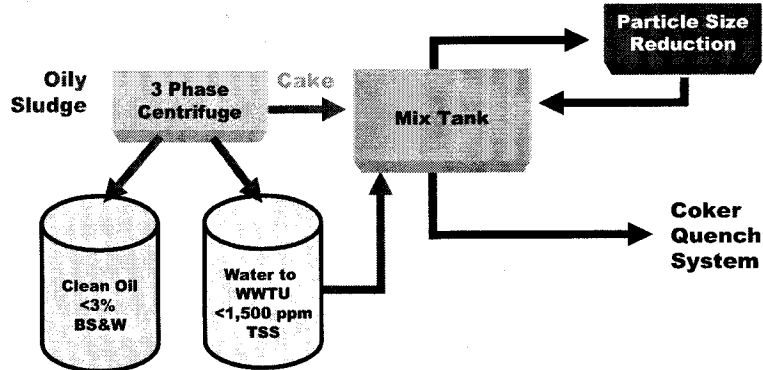 Particle Size
Reduction
Oily
Sludge
3 Phase
Centrifuge
Cake
Mix Tank
Clean Oil
<3%
BS&W
Water to
WWTU
<1,500 ppm
TSS
Coker
Quench
System